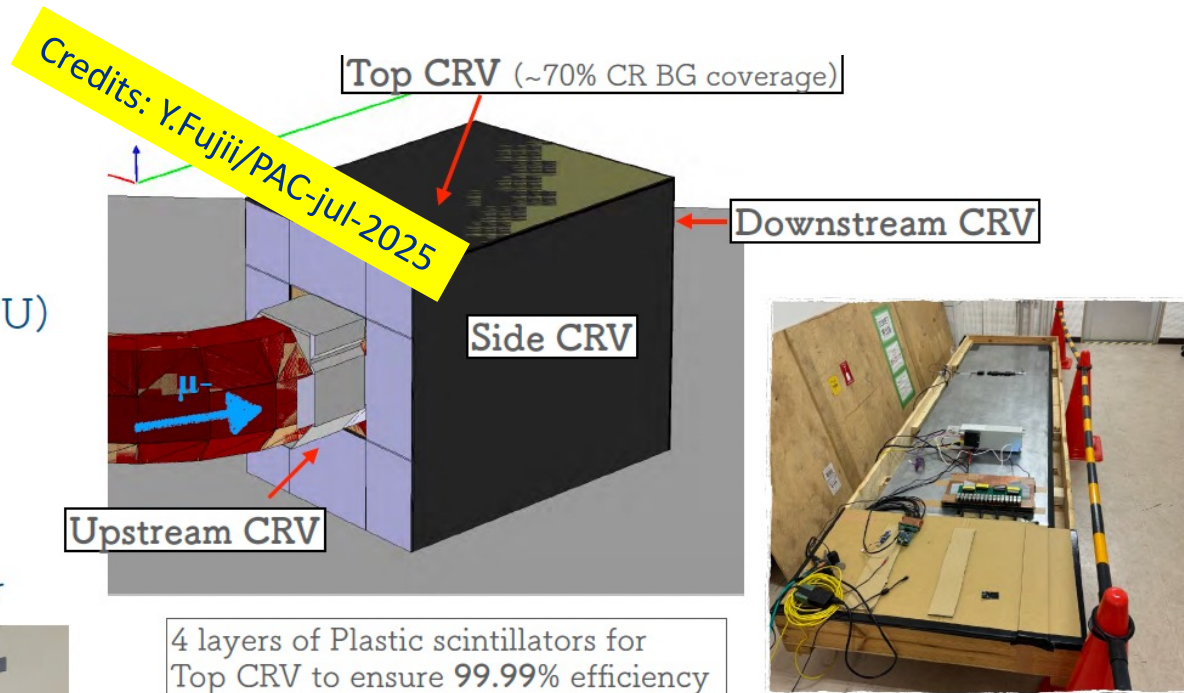 Credits: Y.Fujii/PAC-jul-2025
Top CRV (~70% CR BG coverage)
Downstream CRV
U)
Side CRV
μ-
Upstream CRV
4 layers of Plastic scintillators for
Top CRV to ensure 99.99% efficiency